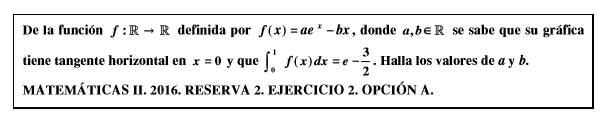 De la función f : ℝ → ℝ definida por f(x) = ae^x − bx, donde a, b ∈ ℝ se sabe que su gráfica
tiene tangente horizontal en x = 0 y que ∫₀¹ f(x)dx = e − 3/2. Halla los valores de a y b.
MATEMÁTICAS II. 2016. RESERVA 2. EJERCICIO 2. OPCIÓN A.